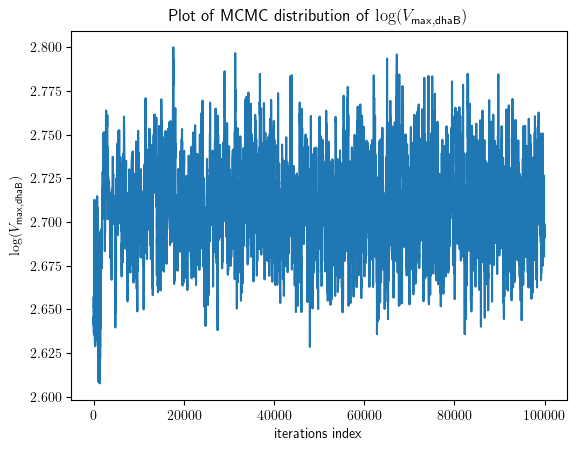 Plot of MCMC distribution of log(V_max,dhaB)
2.800
2.775
2.750
2.725
2.700
2.675
2.650
2.625
2.600
log(V_max,dhaB)
0 20000 40000 60000 80000 100000
iterations index